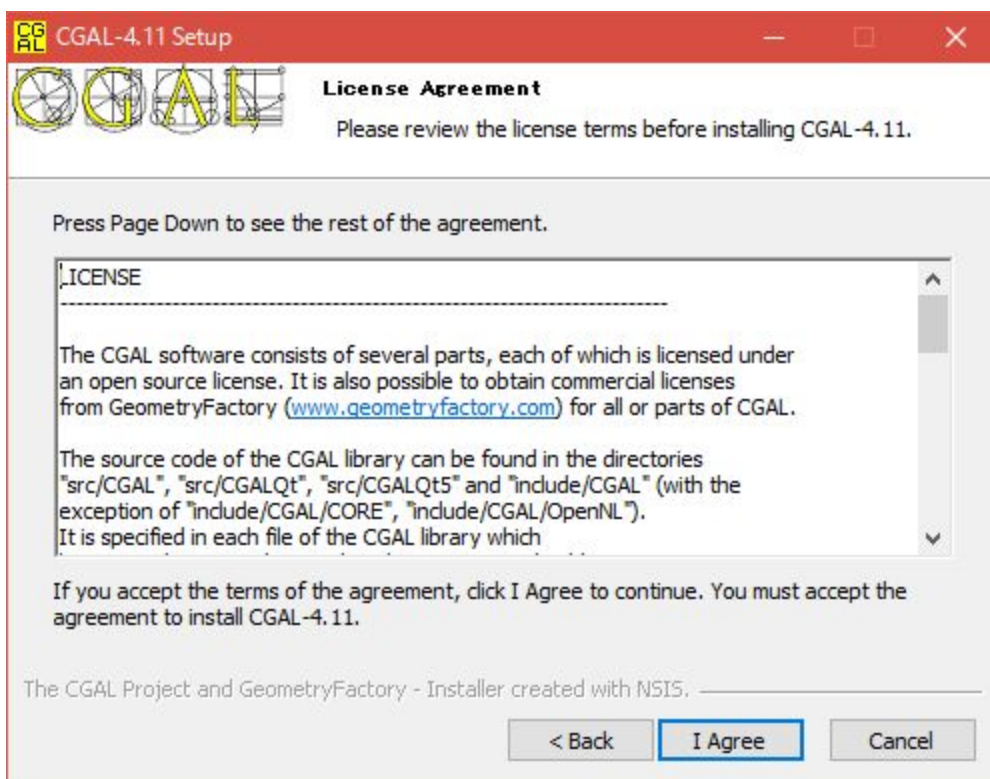 CG
AL
CGAL-4.11 Setup
CGAL
License Agreement
Please review the license terms before installing CGAL-4.11.
Press Page Down to see the rest of the agreement.
LICENSE
----------------------------------------------------------------------------
The CGAL software consists of several parts, each of which is licensed under
an open source license. It is also possible to obtain commercial licenses
from GeometryFactory (www.geometryfactory.com) for all or parts of CGAL.
The source code of the CGAL library can be found in the directories
"src/CGAL", "src/CGALQt", "src/CGALQt5" and "include/CGAL" (with the
exception of "include/CGAL/CORE", "include/CGAL/OpenNL").
It is specified in each file of the CGAL library which
If you accept the terms of the agreement, click I Agree to continue. You must accept the
agreement to install CGAL-4.11.
The CGAL Project and GeometryFactory - Installer created with NSIS.
< Back
I Agree
Cancel